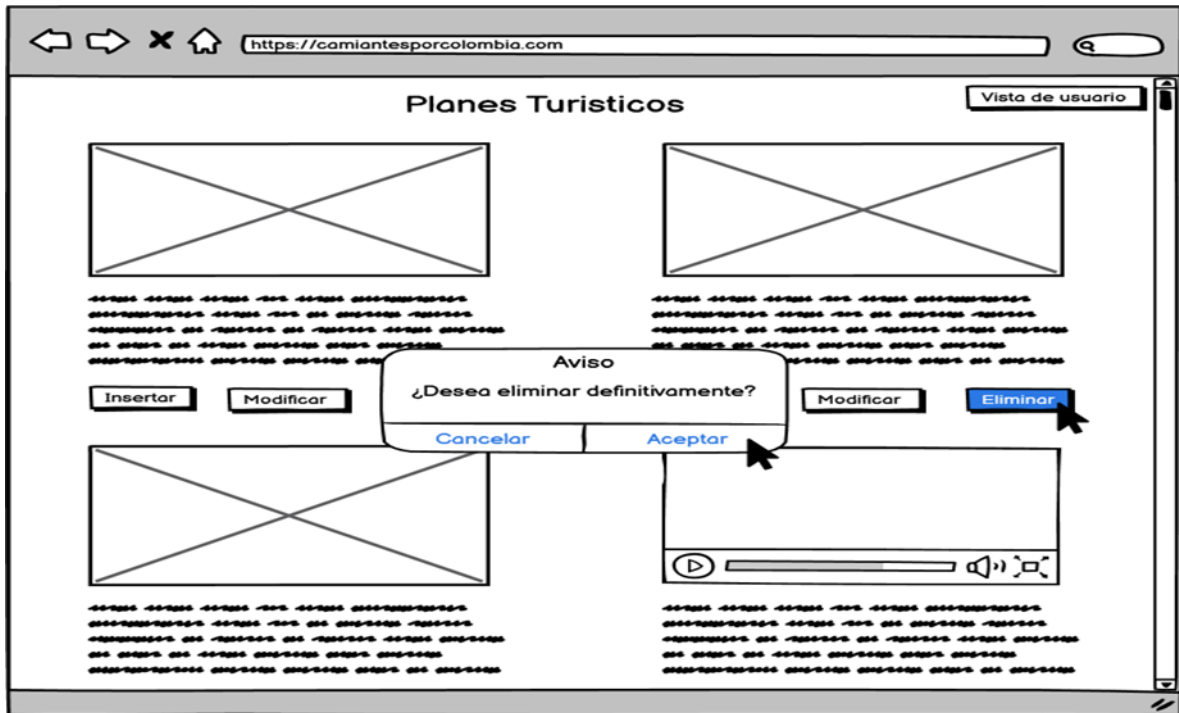 https://camiantesporcolombia.com
Vista de usuario
Planes Turisticos
Aviso
¿Desea eliminar definitivamente?
Cancelar
Aceptar
Insertar
Modificar
Modificar
Eliminar